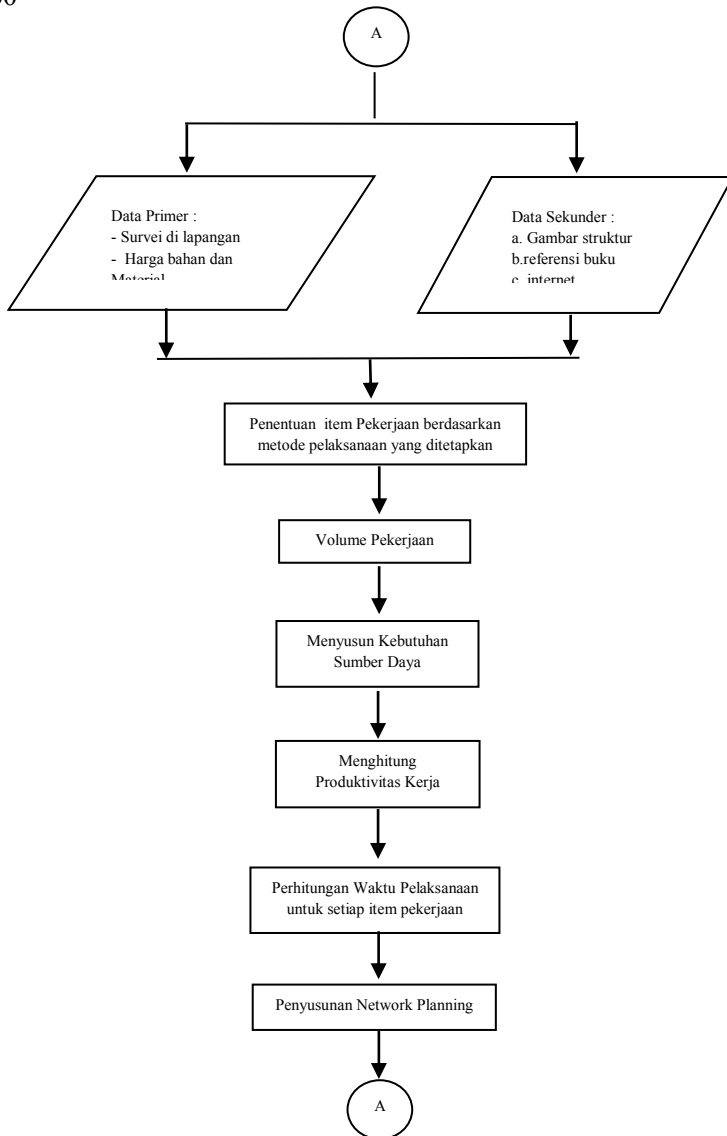 A
Data Primer :
- Survei di lapangan
- Harga bahan dan
Material
Data Sekunder :
a. Gambar struktur
b.referensi buku
c. internet
Penentuan item Pekerjaan berdasarkan
metode pelaksanaan yang ditetapkan
Volume Pekerjaan
Menyusun Kebutuhan
Sumber Daya
Menghitung
Produktivitas Kerja
Perhitungan Waktu Pelaksanaan
untuk setiap item pekerjaan
Penyusunan Network Planning
A